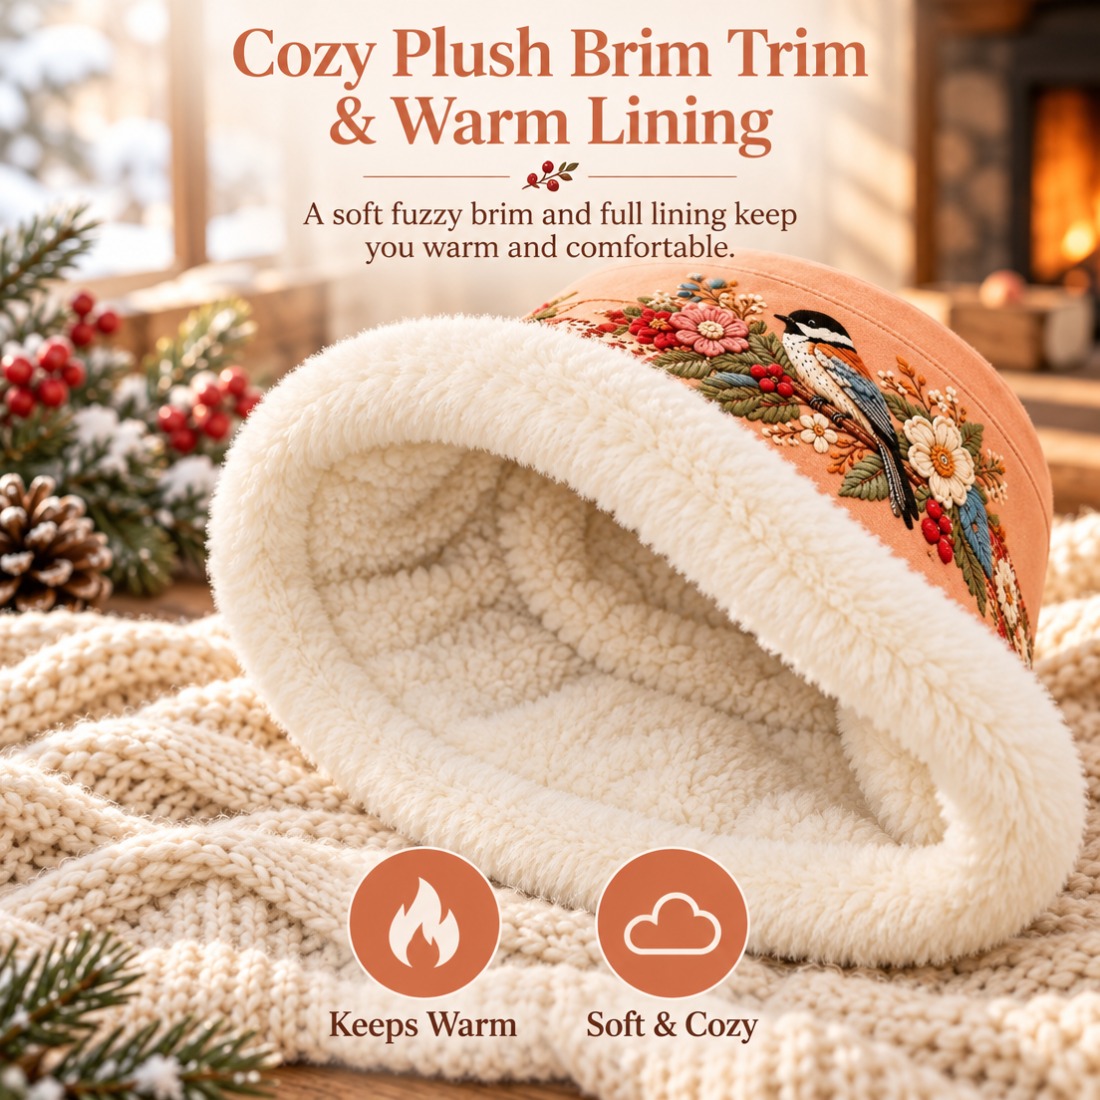 Cozy Plush Brim Trim
& Warm Lining
A soft fuzzy brim and full lining keep
you warm and comfortable.
Keeps Warm
Soft & Cozy